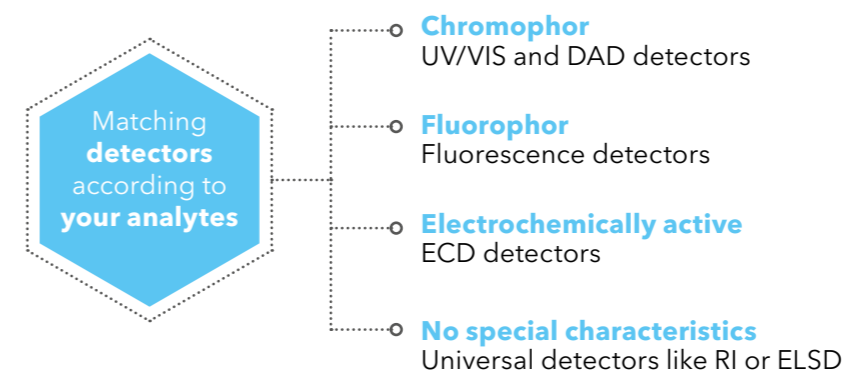 Matching
detectors
according to
your analytes
Chromophor
UV/VIS and DAD detectors
Fluorophor
Fluorescence detectors
Electrochemically active
ECD detectors
No special characteristics
Universal detectors like RI or ELSD